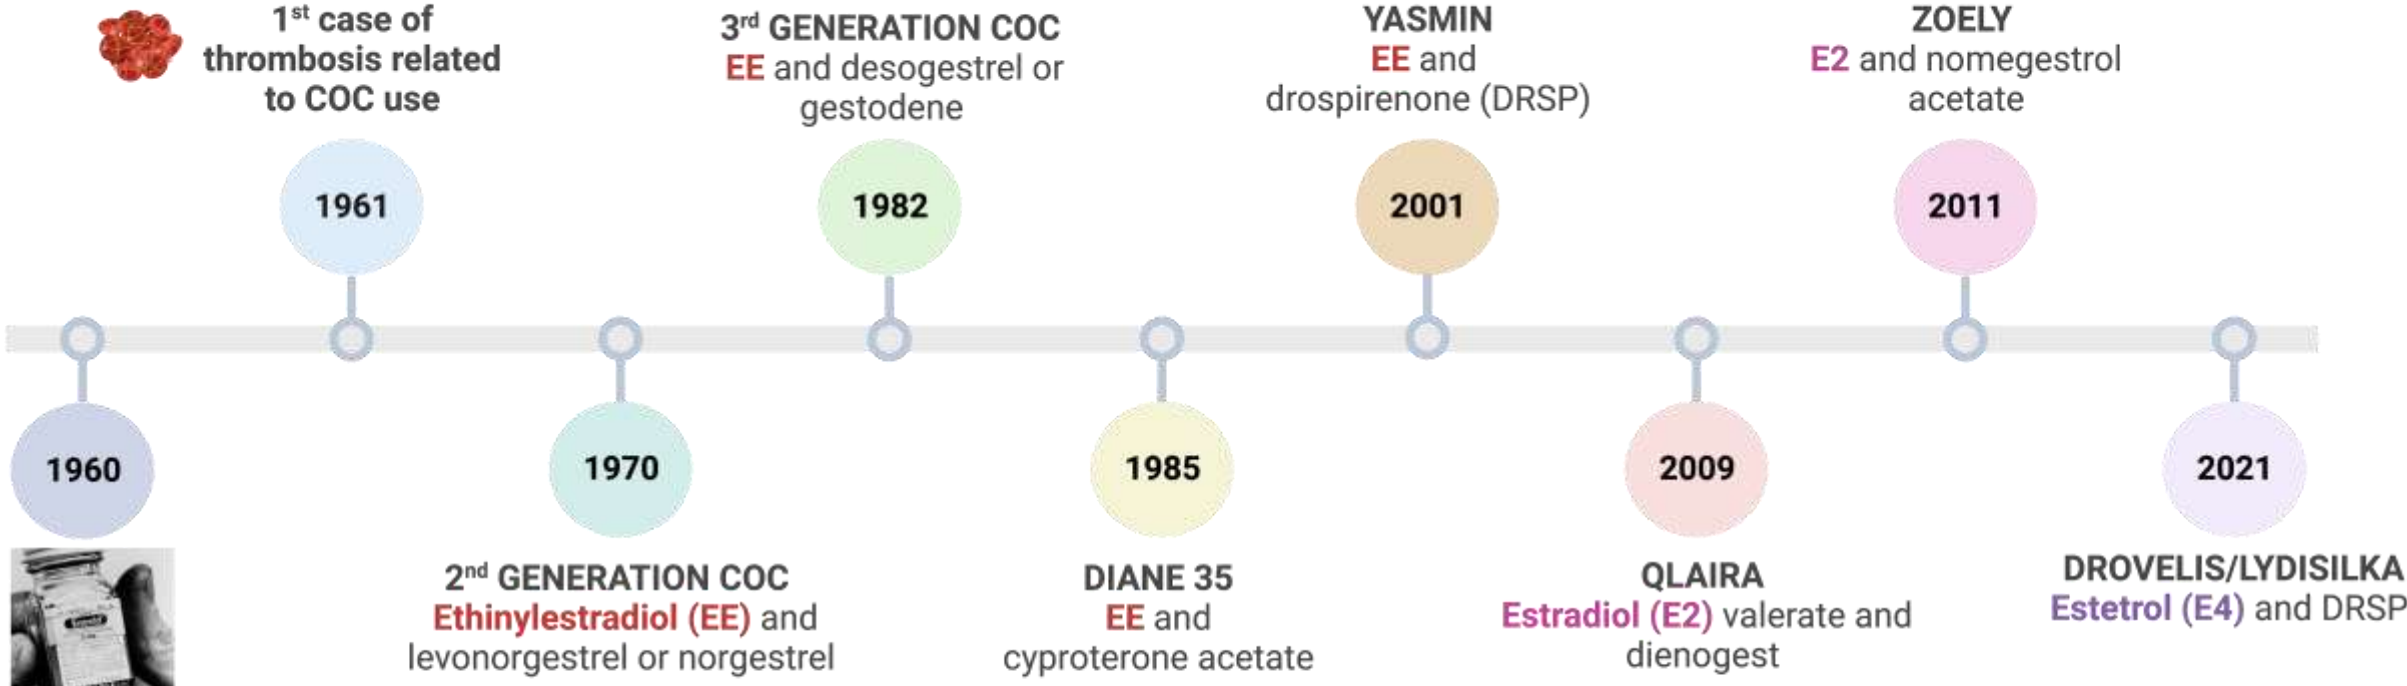 1st case of
thrombosis related
to COC use
3rd GENERATION COC
EE and desogestrel or
gestodene
YASMIN
EE and
drospirenone (DRSP)
ZOELY
E2 and nomegestrol
acetate
1961
1982
2001
2011
1960
1970
1985
2009
2021
2nd GENERATION COC
Ethinylestradiol (EE) and
levonorgestrel or norgestrel
DIANE 35
EE and
cyproterone acetate
QLAIRA
Estradiol (E2) valerate and
dienogest
DROVELIS/LYDISILKA
Estetrol (E4) and DRSP